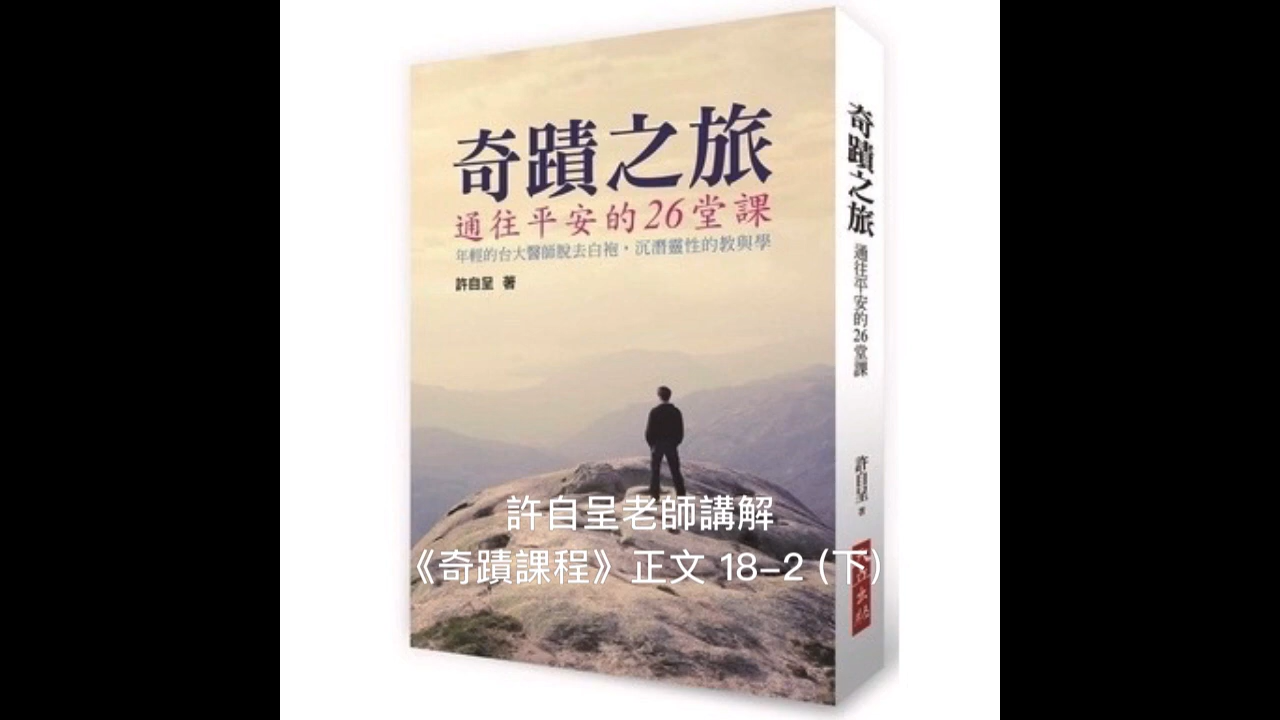 奇蹟之旅
通往平安的26堂課
年輕的台大醫師脫去白袍，沉潛靈性的教與學
許自呈 著
奇蹟之旅
通往平安的26堂課
許自呈 著
許自呈老師講解
《奇蹟課程》正文 18-2 (下)